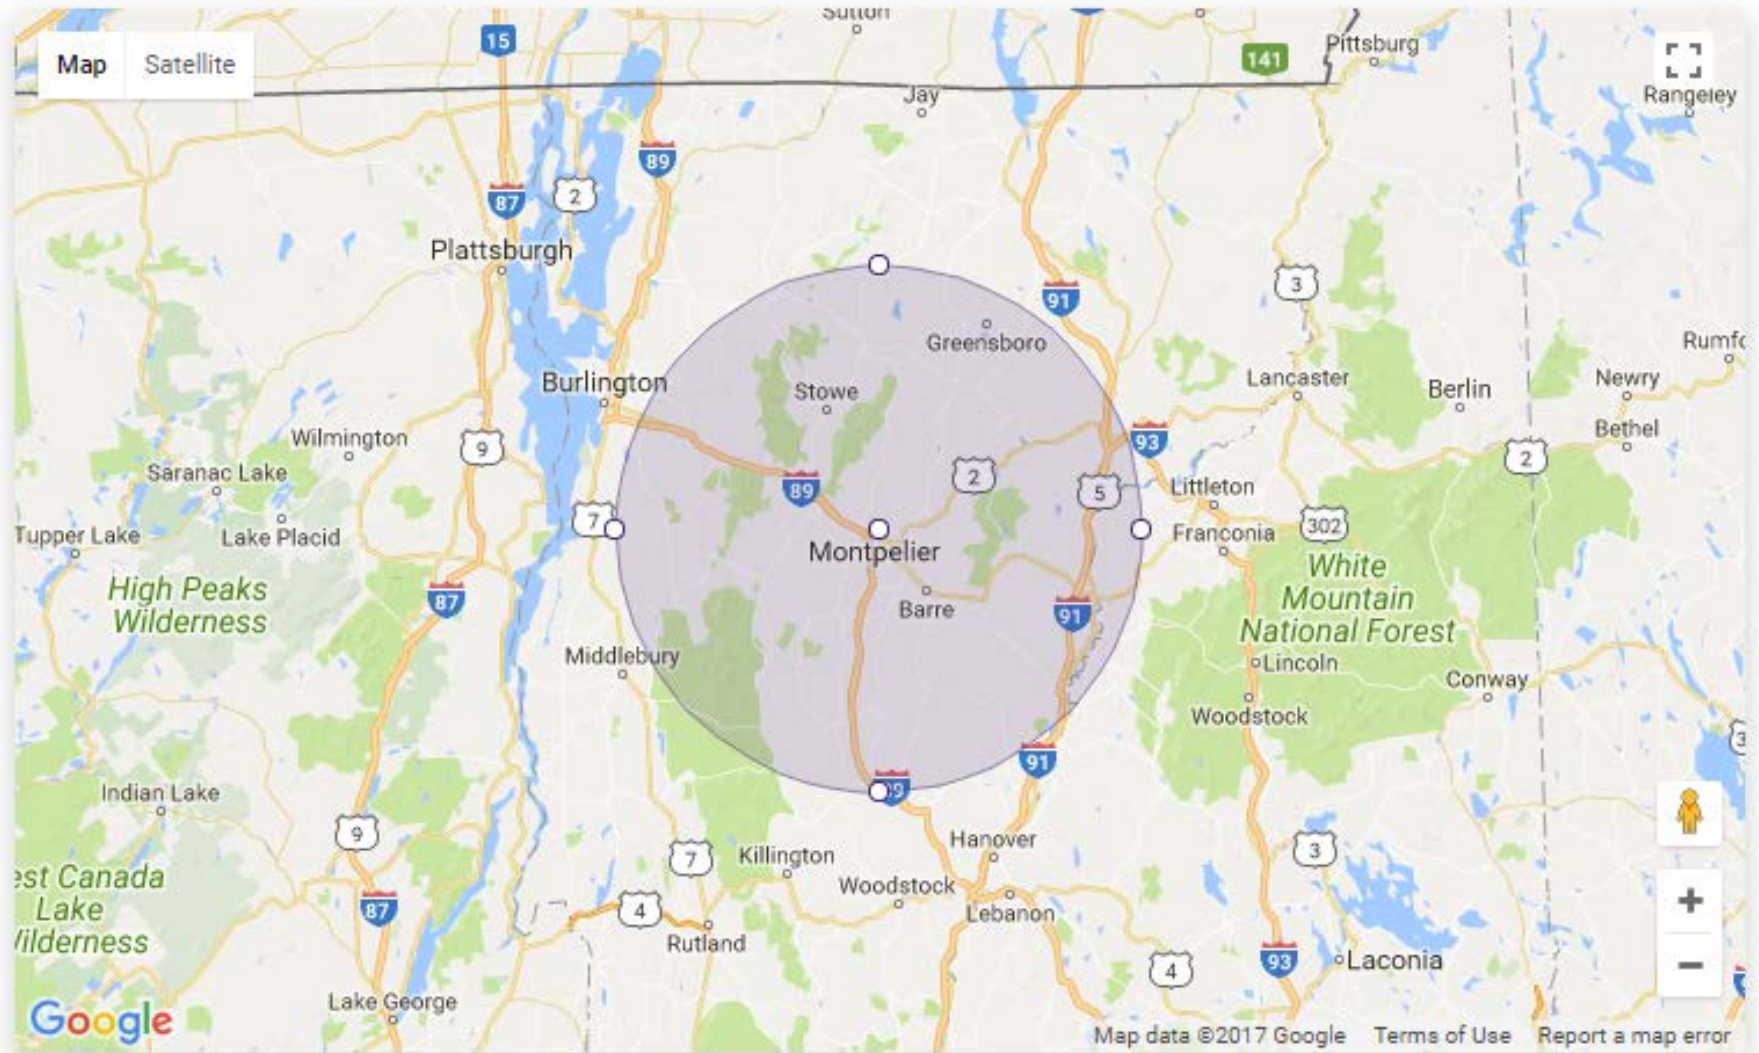 Sutton
15
Map
Satellite
141
Pittsburg
Jay
Rangeley
89
2
87
Plattsburgh
3
91
Greensboro
Burlington
Stowe
Lancaster
Berlin
Newry
Wilmington
9
93
Bethel
2
Saranac Lake
89
2
5
Littleton
7
302
Tupper Lake
Lake Placid
Franconia
Montpelier
High Peaks
Wilderness
87
Barre
91
White
Mountain
National Forest
Middlebury
Lincoln
Conway
Woodstock
91
Indian Lake
9
Hanover
3
7
Killington
Woodstock
Lake
87
4
Lebanon
Rutland
93
Laconia
4
Lake George
Google
Map data ©2017 Google
Terms of Use
Report a map error